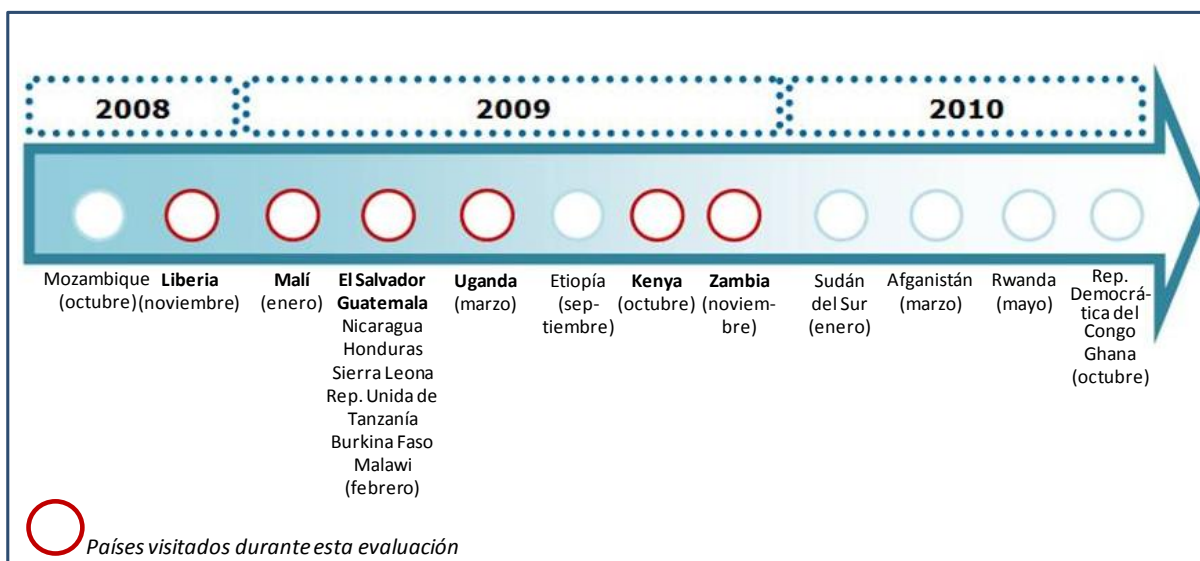 2008
2009
2010
Mozambique
(octubre)
Liberia
(noviembre)
Malí
(enero)
El Salvador
Guatemala
Nicaragua
Honduras
Sierra Leona
Rep. Unida de
Tanzanía
Burkina Faso
Malawi
(febrero)
Uganda
(marzo)
Etiopía
(sep-
tiembre)
Kenya
(octubre)
Zambia
(noviem-
bre)
Sudán
del Sur
(enero)
Afganistán
(marzo)
Rwanda
(mayo)
Rep.
Democrá-
tica del
Congo
Ghana
(octubre)
Países visitados durante esta evaluación